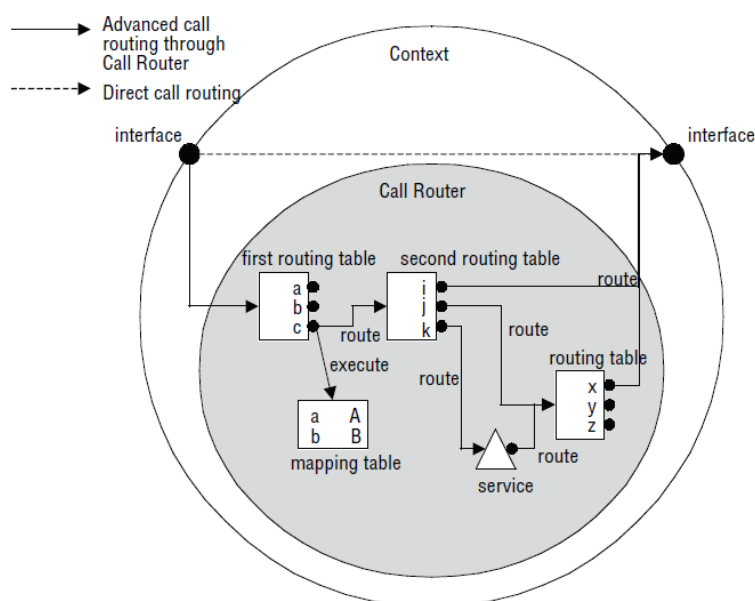 Advanced call
routing through
Call Router
Direct call routing
Context
interface
interface
Call Router
first routing table
second routing table
a
b
c
i
j
k
route
route
route
execute
route
routing table
x
y
z
a A
b B
mapping table
route
service